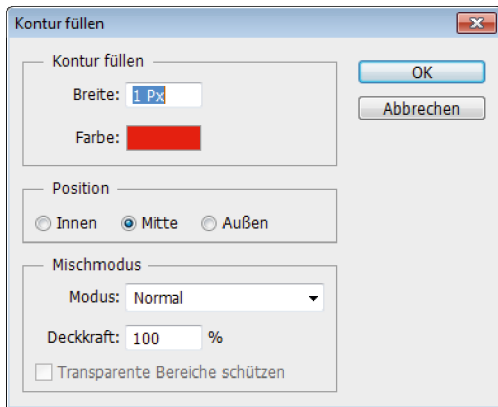 Kontur füllen
Kontur füllen
Breite: 1 Px
Farbe:
OK
Abbrechen
Position
Innen Mitte Außen
Mischmodus
Modus: Normal
Deckkraft: 100 %
Transparente Bereiche schützen